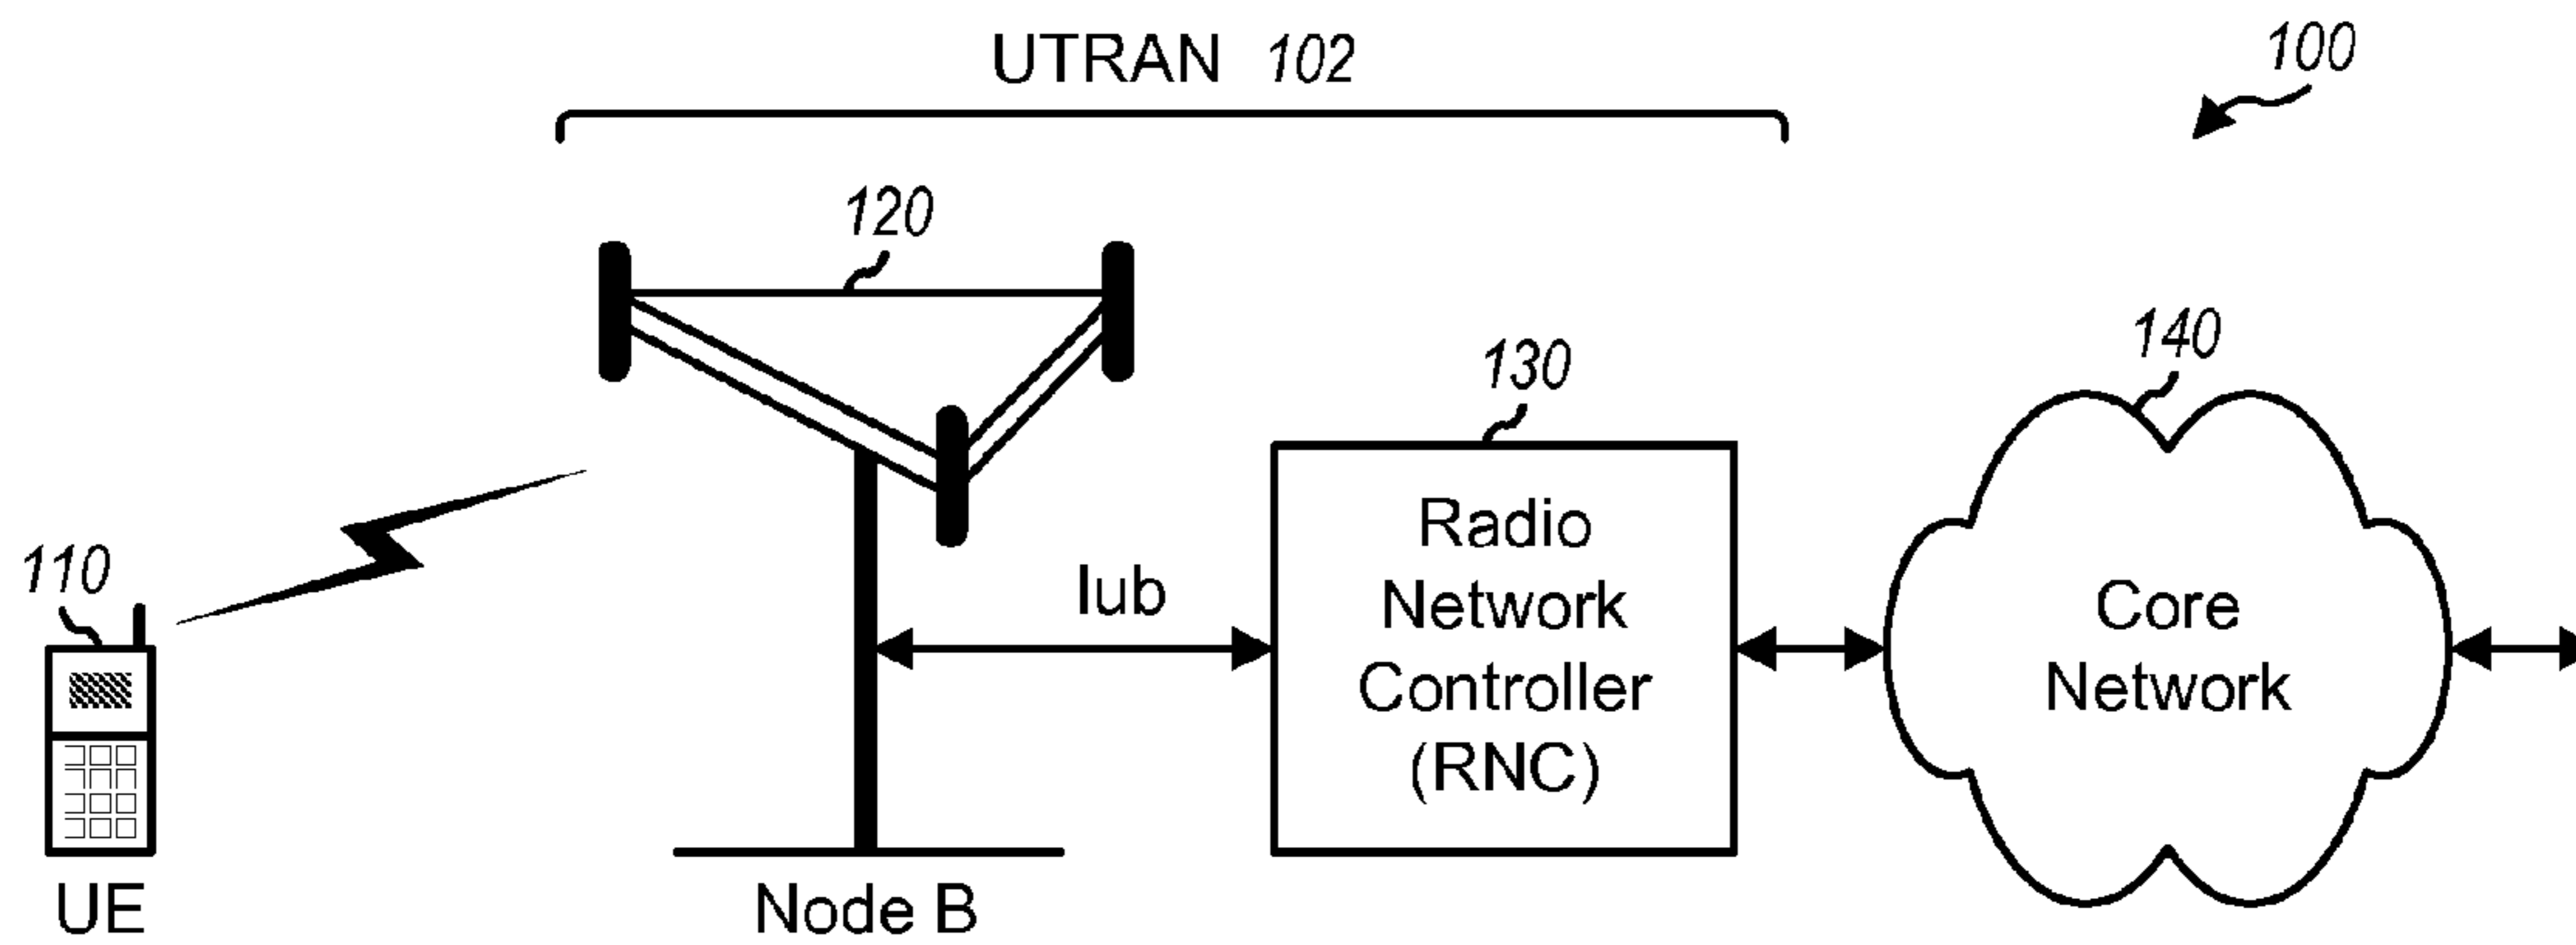 UTRAN 102
100
120
130
140
110
Iub
Radio
Network
Controller
(RNC)
Core
Network
UE
Node B